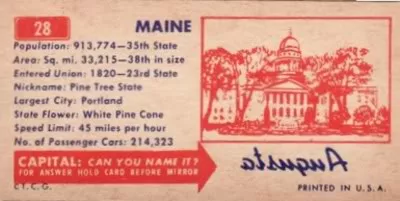 28
MAINE
Population: 913,774—35th State
Area: Sq. mi. 33,215—38th in size
Entered Union: 1820—23rd State
Nickname: Pine Tree State
Largest City: Portland
State Flower: White Pine Cone
Speed Limit: 45 miles per hour
No. of Passenger Cars: 214,323
CAPITAL: CAN YOU NAME IT?
FOR ANSWER HOLD CARD BEFORE MIRROR
Augusta
©T.C.G.
PRINTED IN U.S.A.